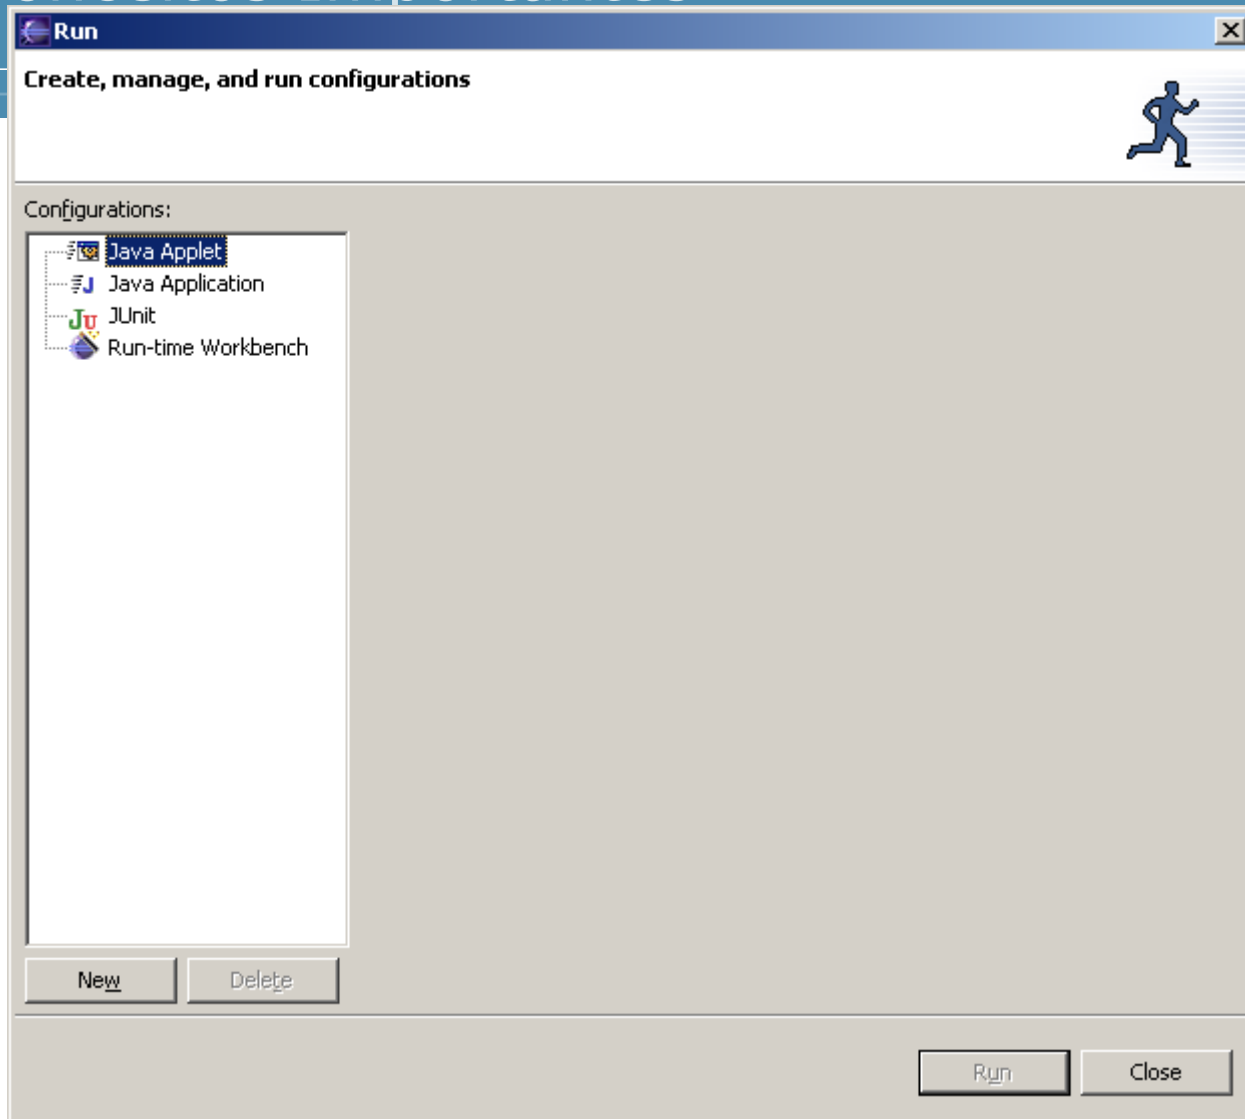 Run
Create, manage, and run configurations
Configurations:
Java Applet
Java Application
JU JUnit
Run-time Workbench
New Delete
Run Close